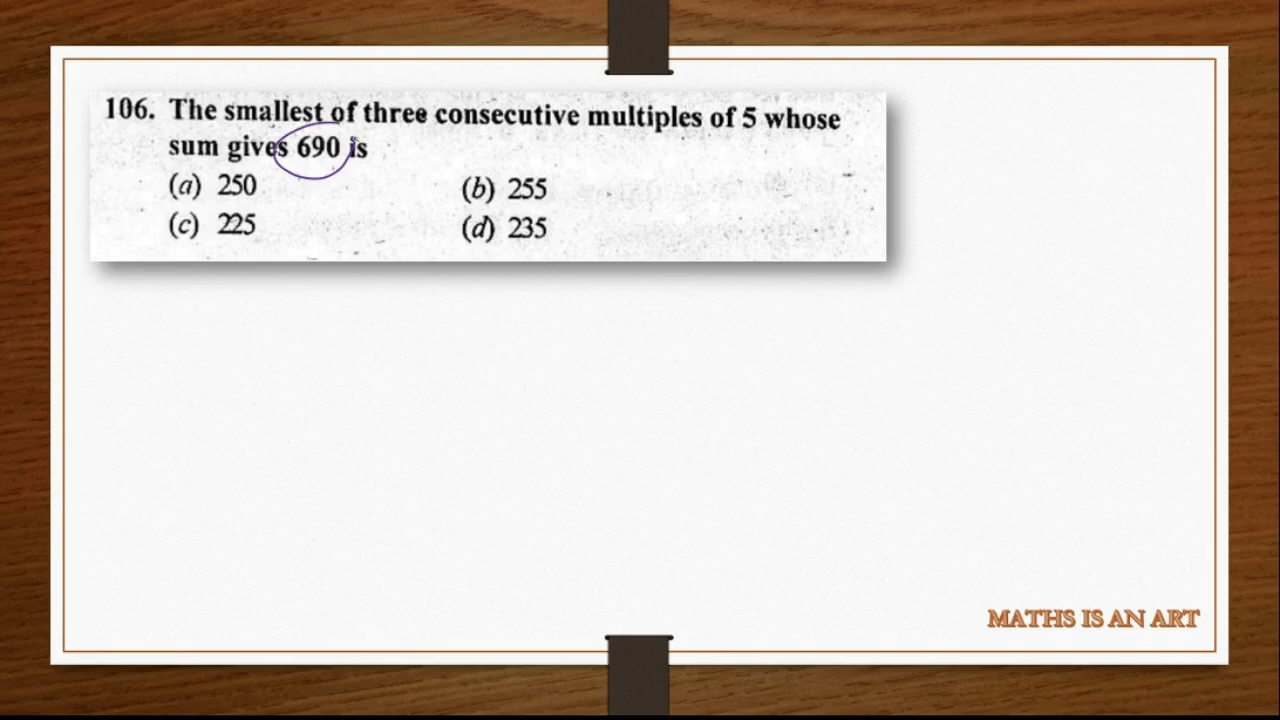 106. The smallest of three consecutive multiples of 5 whose
sum gives 690 is
(a) 250 (b) 255
(c) 225 (d) 235
MATHS IS AN ART